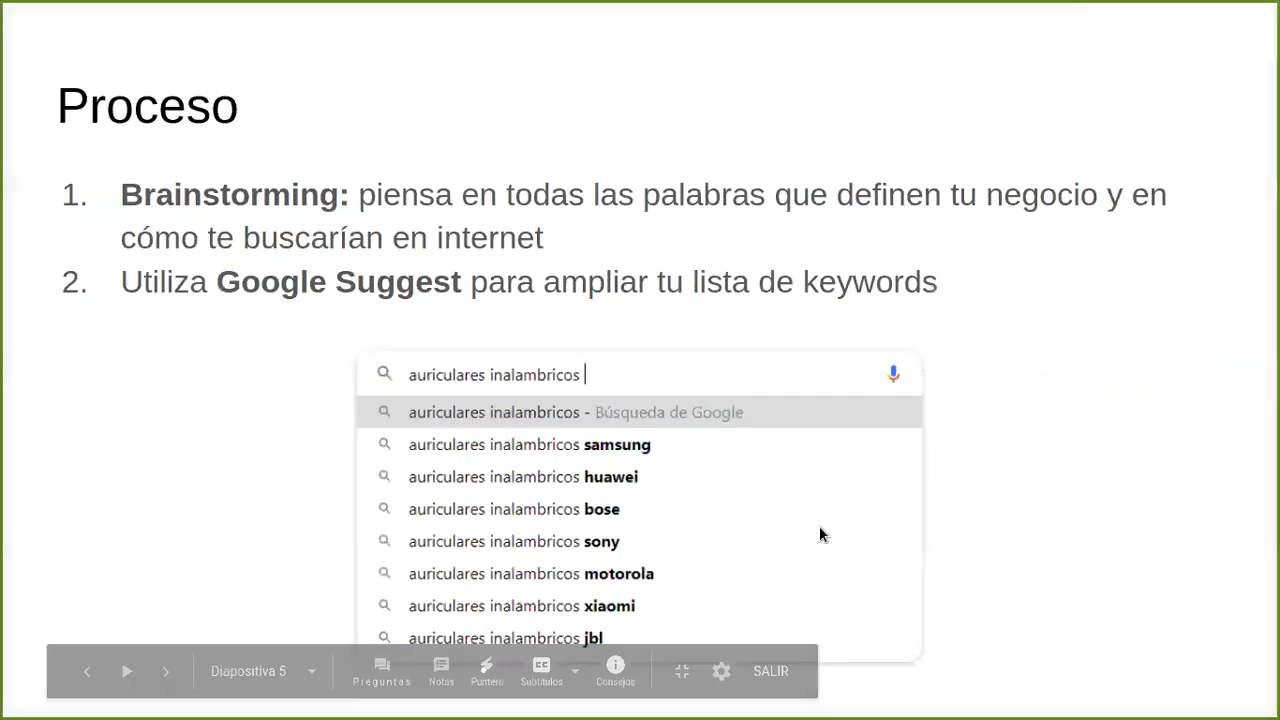 Proceso
1. Brainstorming: piensa en todas las palabras que definen tu negocio y en
cómo te buscarían en internet
2. Utiliza Google Suggest para ampliar tu lista de keywords
auriculares inalambricos
auriculares inalambricos - Búsqueda de Google
auriculares inalambricos samsung
auriculares inalambricos huawei
auriculares inalambricos bose
auriculares inalambricos sony
auriculares inalambricos motorola
auriculares inalambricos xiaomi
auriculares inalambricos jbl
Diapositiva 5 Preguntas Notas Puntero CC Subtítulos Consejos SALIR